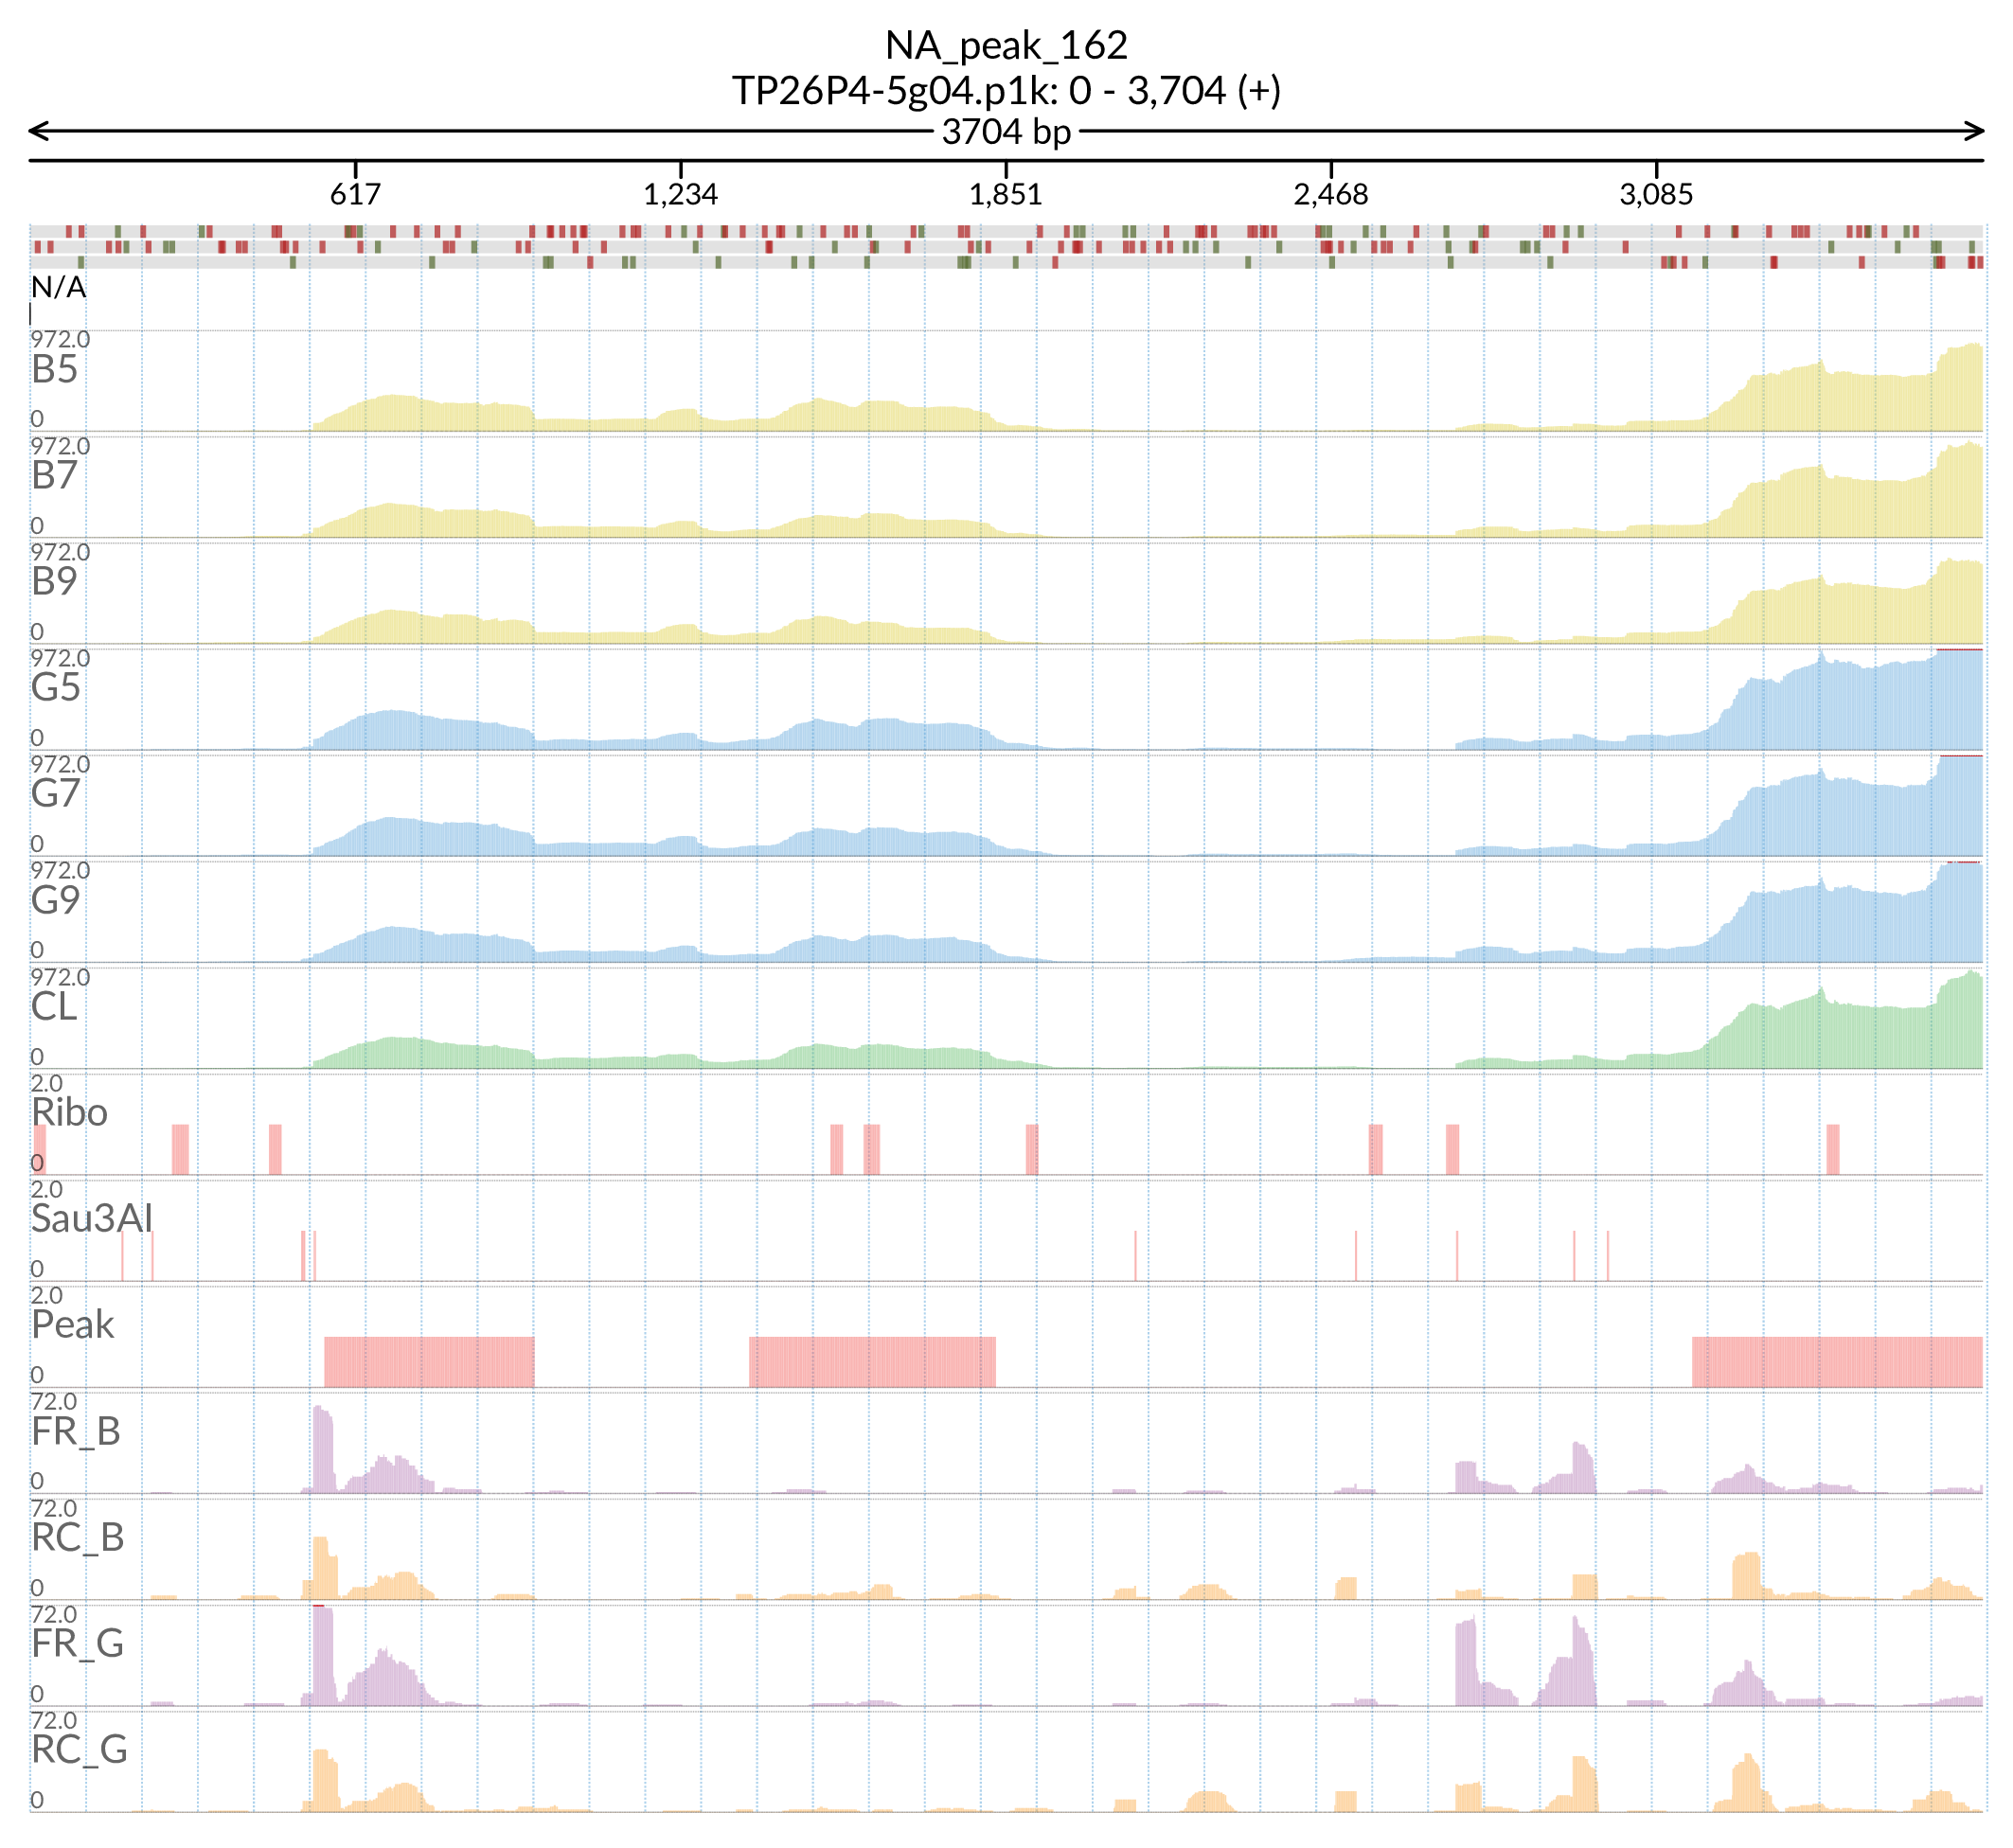 NA_peak_162
TP26P4-5g04.p1k: 0 - 3,704 (+)
3704 bp
617 1,234 1,851 2,468 3,085
N/A
972.0
B5
0
972.0
B7
0
972.0
B9
0
972.0
G5
0
972.0
G7
0
972.0
G9
0
972.0
CL
0
2.0
Ribo
0
2.0
Sau3AI
0
2.0
Peak
0
72.0
FR_B
0
72.0
RC_B
0
72.0
FR_G
0
72.0
RC_G
0